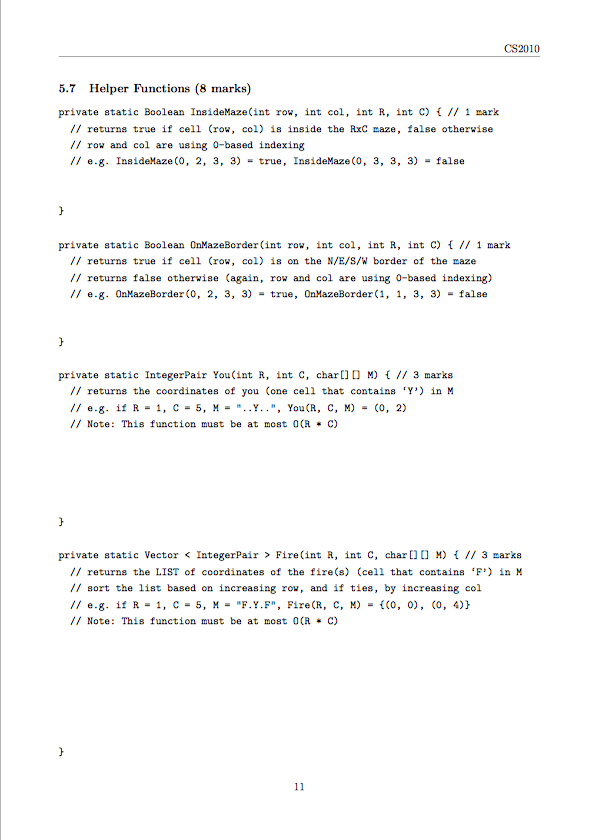 CS2010
5.7 Helper Functions (8 marks)
private static Boolean InsideMaze(int row, int col, int R, int C) { // 1 mark
// returns true if cell (row, col) is inside the RxC maze, false otherwise
// row and col are using 0-based indexing
// e.g. InsideMaze(0, 2, 3, 3) = true, InsideMaze(0, 3, 3, 3) = false
}
private static Boolean OnMazeBorder(int row, int col, int R, int C) { // 1 mark
// returns true if cell (row, col) is on the N/E/S/W border of the maze
// returns false otherwise (again, row and col are using 0-based indexing)
// e.g. OnMazeBorder(0, 2, 3, 3) = true, OnMazeBorder(1, 1, 3, 3) = false
}
private static IntegerPair You(int R, int C, char[][] M) { // 3 marks
// returns the coordinates of you (one cell that contains ‘Y’) in M
// e.g. if R = 1, C = 5, M = "..Y..", You(R, C, M) = (0, 2)
// Note: This function must be at most O(R * C)
}
private static Vector < IntegerPair > Fire(int R, int C, char[][] M) { // 3 marks
// returns the LIST of coordinates of the fire(s) (cell that contains ‘F’) in M
// sort the list based on increasing row, and if ties, by increasing col
// e.g. if R = 1, C = 5, M = "F.Y.F", Fire(R, C, M) = {(0, 0), (0, 4)}
// Note: This function must be at most O(R * C)
}
11